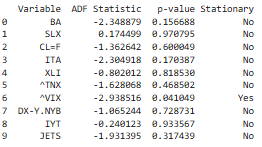 Variable ADF Statistic p-value Stationary
0 BA -2.348879 0.156688 No
1 SLX 0.174499 0.970795 No
2 CL=F -1.362642 0.600049 No
3 ITA -2.304918 0.170387 No
4 XLI -0.802012 0.818530 No
5 ^TNX -1.628068 0.468502 No
6 ^VIX -2.938516 0.041049 Yes
7 DX-Y.NYB -1.065244 0.728731 No
8 IYT -0.240123 0.933567 No
9 JETS -1.931395 0.317439 No